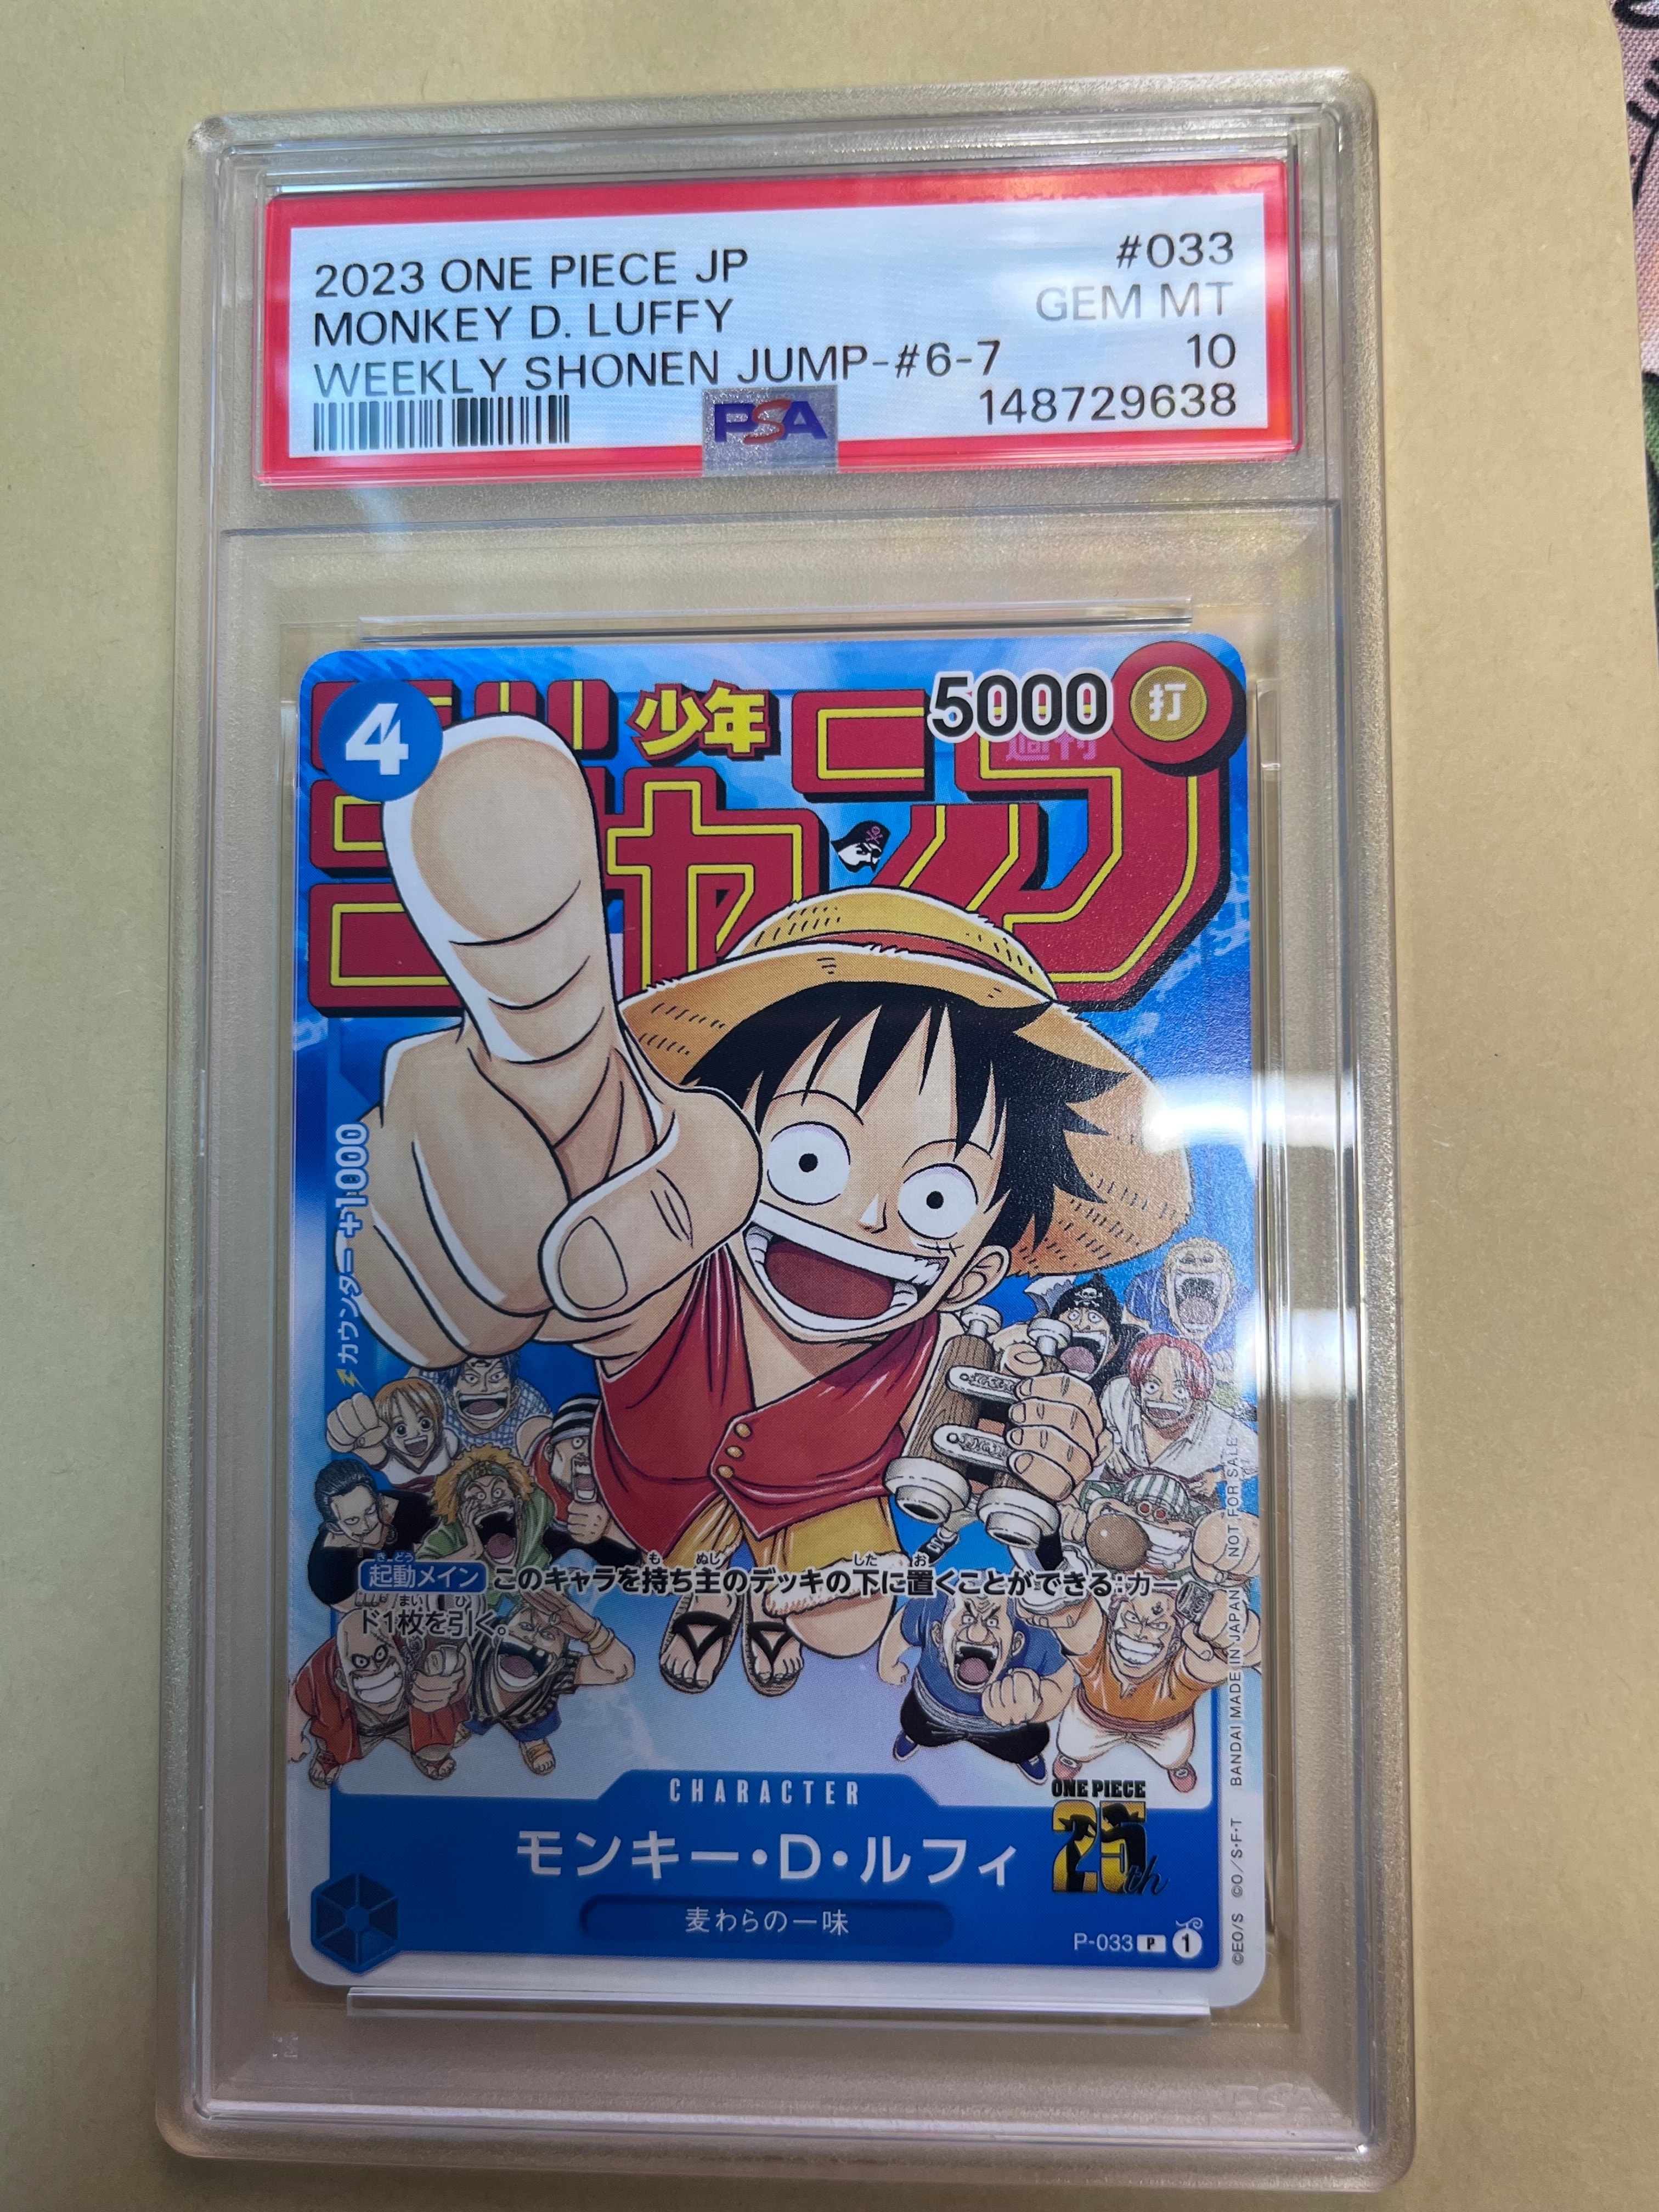 2023 ONE PIECE JP #033
MONKEY D. LUFFY GEM MT
WEEKLY SHONEN JUMP-#6-7 10
PSA 148729638
4 少年 5000 打
週刊
ジャンプ
カウンター+1000
起動メイン このキャラを持ち主のデッキの下に置くことができる:カー
ド1枚を引く。
CHARACTER
モンキー・D・ルフィ
ONE PIECE
25th
麦わらの一味
P-033 P 1
©EO/S ©O/S・F・T BANDAI MADE IN JAPAN NOT FOR SALE